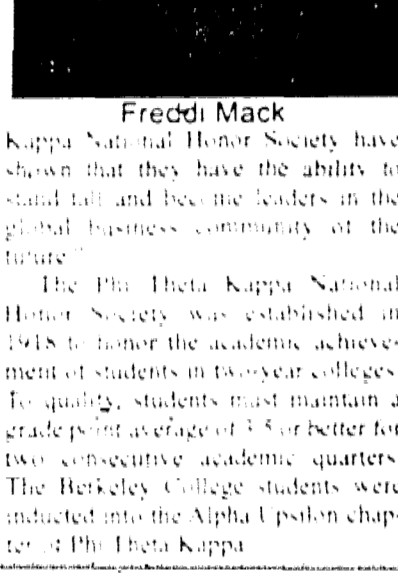 Freddi Mack
Kappa National Honor Society have
shown that they have the ability to
stand tall and become leaders in the
global business community of the
future."
The Phi Theta Kappa National
Honor Society was established in
1918 to honor the academic achieve-
ment of students in two-year colleges.
To qualify, students must maintain a
grade point average of 3.5 or better for
two consecutive academic quarters.
The Berkeley College students were
inducted into the Alpha Upsilon chap-
ter of Phi Theta Kappa.